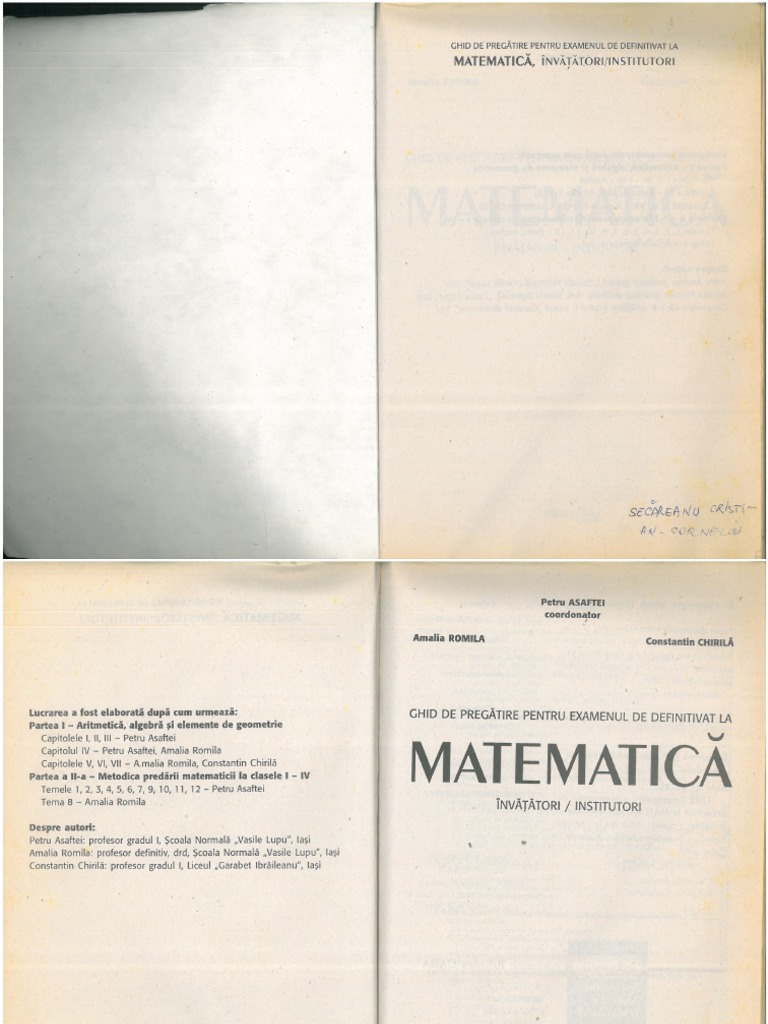 GHID DE PREGĂTIRE PENTRU EXAMENUL DE DEFINITIVAT LA
MATEMATICĂ, ÎNVĂȚĂTORI/INSTITUTORI
SECĂREANU CRISTI-
AN-CORNELIU
Lucrarea a fost elaborată după cum urmează:
Partea I – Aritmetică, algebră și elemente de geometrie
Capitolele I, II, III – Petru Asaftei
Capitolul IV – Petru Asaftei, Amalia Romila
Capitolele V, VI, VII – Amalia Romila, Constantin Chirilă
Partea a II-a – Metodica predării matematicii la clasele I – IV
Temele 1, 2, 3, 4, 5, 6, 7, 9, 10, 11, 12 – Petru Asaftei
Tema 8 – Amalia Romila
Despre autori:
Petru Asaftei: profesor gradul I, Școala Normală „Vasile Lupu", Iași
Amalia Romila: profesor definitiv, drd, Școala Normală „Vasile Lupu", Iași
Constantin Chirilă: profesor gradul I, Liceul „Garabet Ibrăileanu", Iași
Petru ASAFTEI
coordonator
Amalia ROMILA
Constantin CHIRILĂ
GHID DE PREGĂTIRE PENTRU EXAMENUL DE DEFINITIVAT LA
MATEMATICĂ
ÎNVĂȚĂTORI / INSTITUTORI